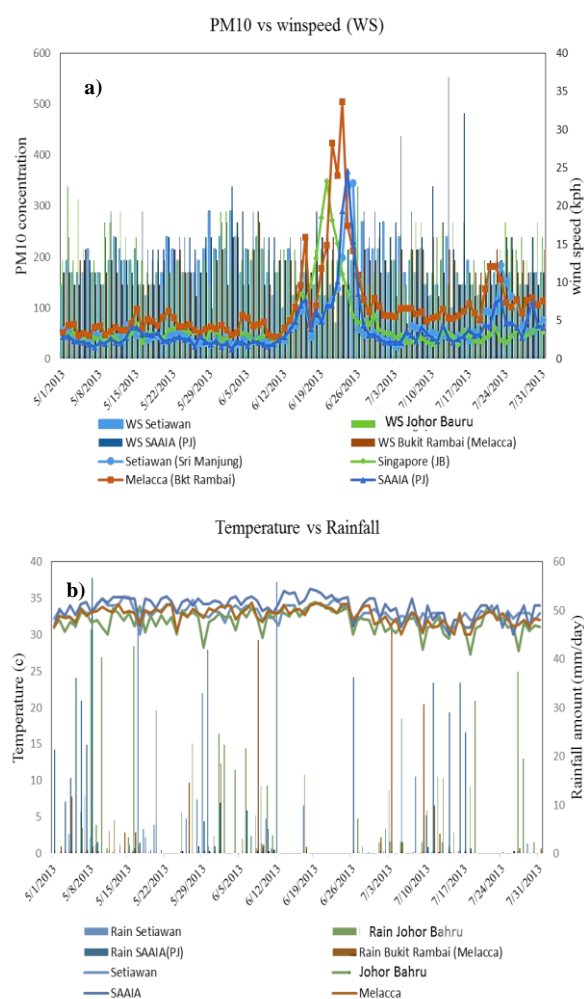 PM10 vs winspeed (WS)
a)
PM10 concentration
600
500
400
300
200
100
0
40
35
30
25
20
15
10
5
0
wind speed (kph)
5/1/2013
5/8/2013
5/15/2013
5/22/2013
5/29/2013
6/5/2013
6/12/2013
6/19/2013
6/26/2013
7/3/2013
7/10/2013
7/17/2013
7/24/2013
7/31/2013
WS Setiawan
WS Johor Bauru
WS SAAIA (PJ)
WS Bukit Rambai (Melacca)
Setiawan (Sri Manjung)
Singapore (JB)
Melacca (Bkt Rambai)
SAAIA (PJ)
Temperature vs Rainfall
b)
Temperature (c)
40
35
30
25
20
15
10
5
0
60
50
40
30
20
10
0
Rainfall amount (mm/day)
5/1/2013
5/8/2013
5/15/2013
5/22/2013
5/29/2013
6/5/2013
6/12/2013
6/19/2013
6/26/2013
7/3/2013
7/10/2013
7/17/2013
7/24/2013
7/31/2013
Rain Setiawan
Rain Johor Bahru
Rain SAAIA(PJ)
Rain Bukit Rambai (Melacca)
Setiawan
Johor Bahru
SAAIA
Melacca